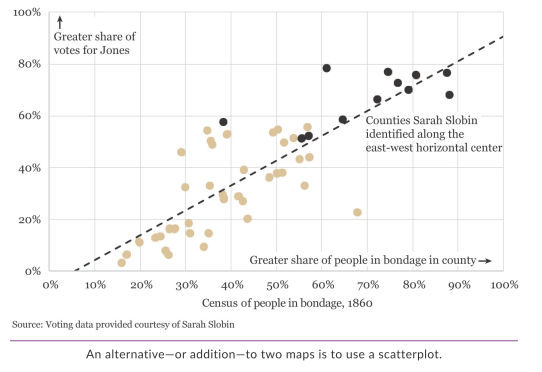 100%
Greater share of
votes for Jones
80%
60%
Counties Sarah Slobin
identified along the
east-west horizontal center
40%
20%
Greater share of people in bondage in county
0%
0% 10% 20% 30% 40% 50% 60% 70% 80% 90% 100%
Census of people in bondage, 1860
Source: Voting data provided courtesy of Sarah Slobin
An alternative—or addition—to two maps is to use a scatterplot.